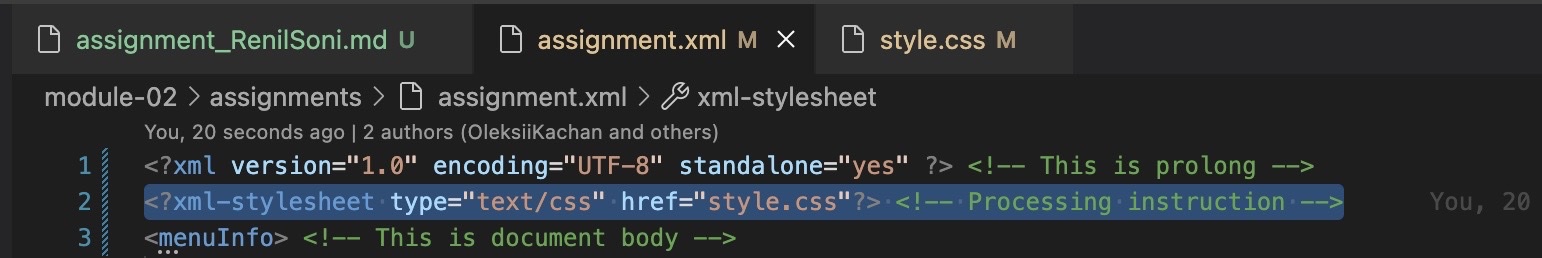 assignment_RenilSoni.md U assignment.xml M style.css M
module-02 > assignments > assignment.xml > xml-stylesheet
You, 20 seconds ago | 2 authors (OleksiiKachan and others)
1 <?xml version="1.0" encoding="UTF-8" standalone="yes" ?> <!-- This is prolong -->
2 <?xml-stylesheet type="text/css" href="style.css"?> <!-- Processing instruction --> You, 20
3 <menuInfo> <!-- This is document body -->